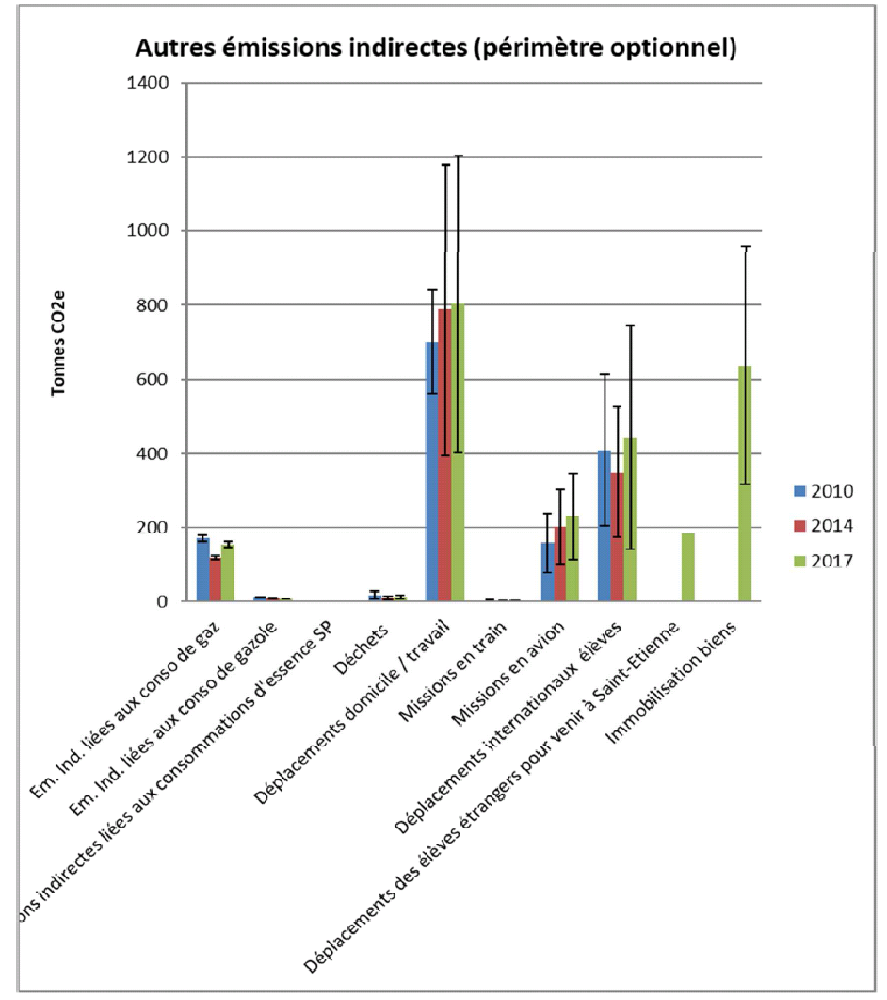 Autres émissions indirectes (périmètre optionnel)
1400
1200
1000
800
600
400
200
0
Tonnes CO2e
2010
2014
2017
Em. Ind. liées aux conso de gaz
Em. Ind. liées aux conso de gazole
ons indirectes liées aux consommations d'essence SP
Déchets
Déplacements domicile / travail
Missions en train
Missions en avion
Déplacements internationaux élèves
Déplacements des élèves étrangers pour venir à Saint-Etienne
Immobilisation biens